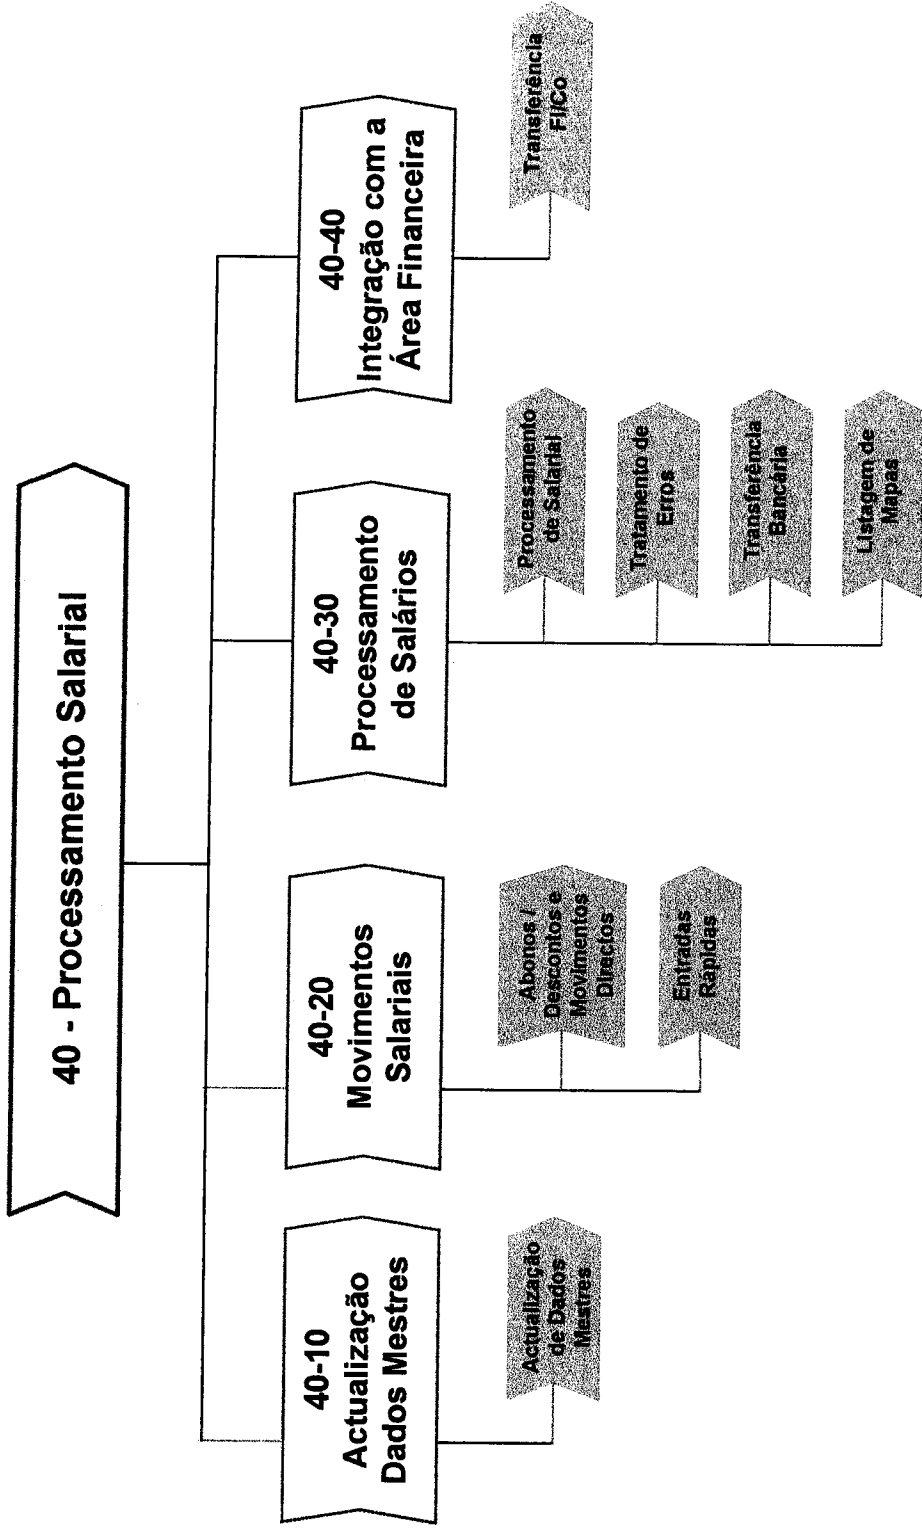 40 - Processamento Salarial
40-10
Actualização
Dados Mestres
Actualização
de Dados
Mestres
40-20
Movimentos
Salariais
Abonos /
Descontos e
Movimentos
Directos
Entradas
Rápidas
40-30
Processamento
de Salários
Processamento
de Salarial
Tratamento de
Erros
Transferência
Bancária
Listagem de
Mapas
40-40
Integração com a
Área Financeira
Transferência
FI/Co